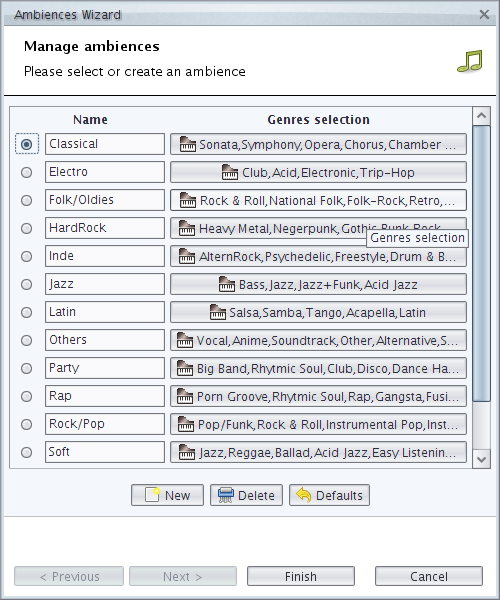 Ambiences Wizard
Manage ambiences
Please select or create an ambience
Name Genres selection
Classical Sonata,Symphony,Opera,Chorus,Chamber ...
Electro Club,Acid,Electronic,Trip-Hop
Folk/Oldies Rock & Roll,National Folk,Folk-Rock,Retro,...
HardRock Heavy Metal,Negerpunk,Gothic Punk Rock
Genres selection
Inde AlternRock,Psychedelic,Freestyle,Drum & B...
Jazz Bass,Jazz,Jazz+Funk,Acid Jazz
Latin Salsa,Samba,Tango,Acapella,Latin
Others Vocal,Anime,Soundtrack,Other,Alternative,S...
Party Big Band,Rhytmic Soul,Club,Disco,Dance Ha...
Rap Porn Groove,Rhytmic Soul,Rap,Gangsta,Fusi...
Rock/Pop Pop/Funk,Rock & Roll,Instrumental Pop,Inst...
Soft Jazz,Reggae,Ballad,Acid Jazz,Easy Listenin...
New Delete Defaults
< Previous Next > Finish Cancel